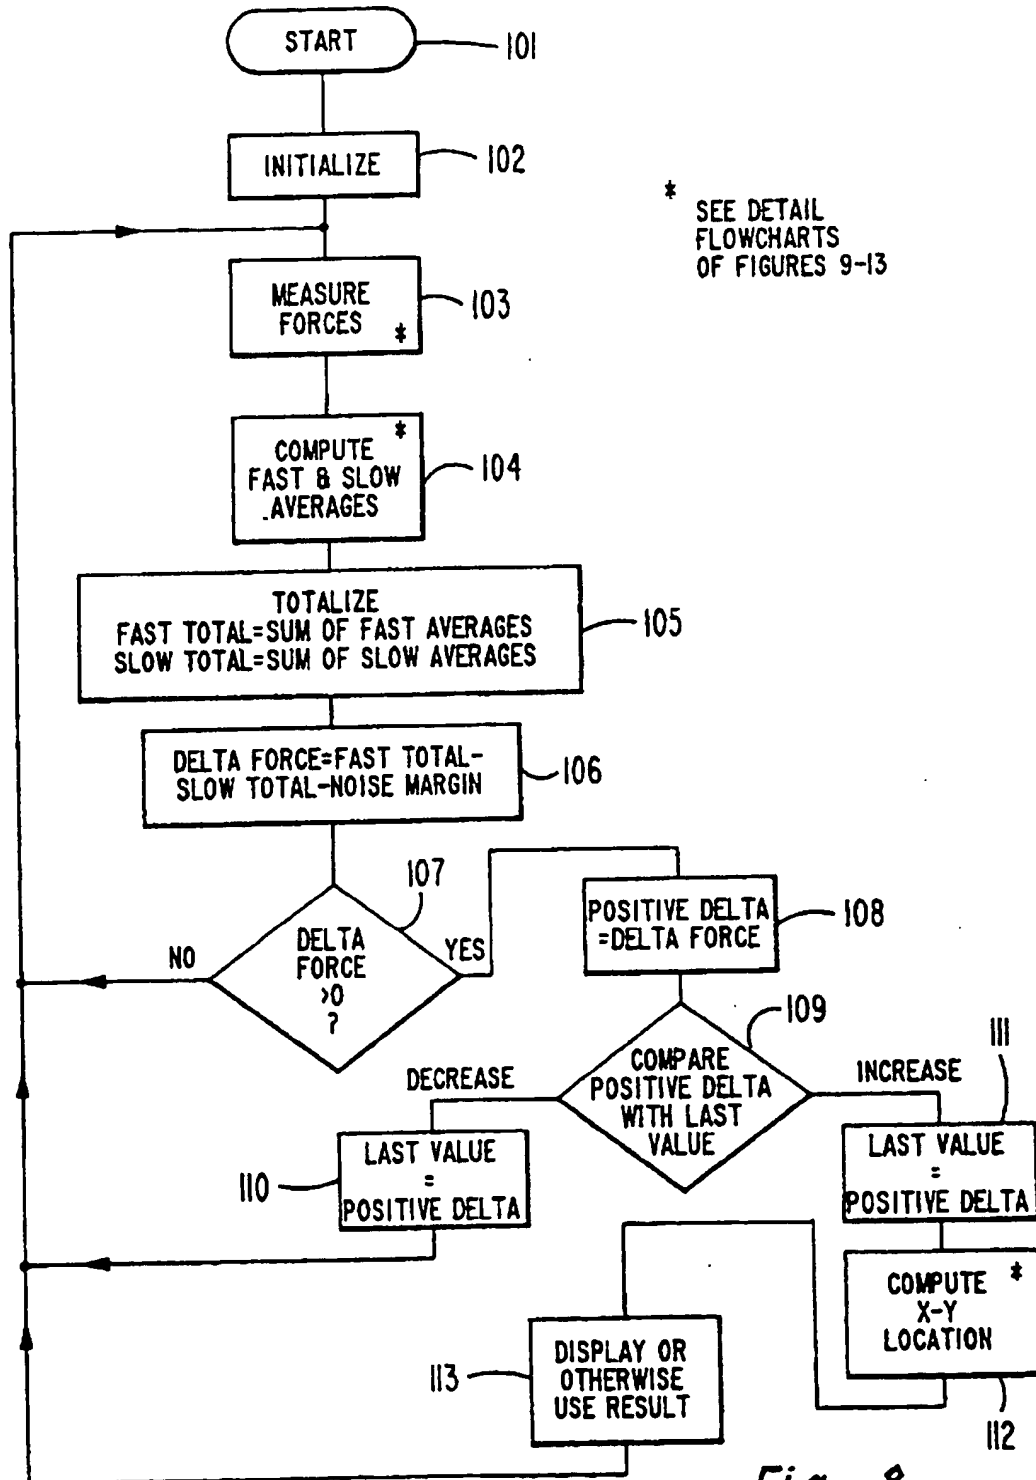 START
101
INITIALIZE
102
*
SEE DETAIL
FLOWCHARTS
OF FIGURES 9-13
MEASURE
FORCES
*
103
*
COMPUTE
FAST & SLOW
AVERAGES
104
TOTALIZE
FAST TOTAL=SUM OF FAST AVERAGES
SLOW TOTAL=SUM OF SLOW AVERAGES
105
DELTA FORCE=FAST TOTAL-
SLOW TOTAL-NOISE MARGIN
106
107
DELTA
FORCE
>0
?
NO
YES
POSITIVE DELTA
=DELTA FORCE
108
109
COMPARE
POSITIVE DELTA
WITH LAST
VALUE
DECREASE
INCREASE
110
LAST VALUE
=
POSITIVE DELTA
111
LAST VALUE
=
POSITIVE DELTA
COMPUTE *
X-Y
LOCATION
112
113
DISPLAY OR
OTHERWISE
USE RESULT